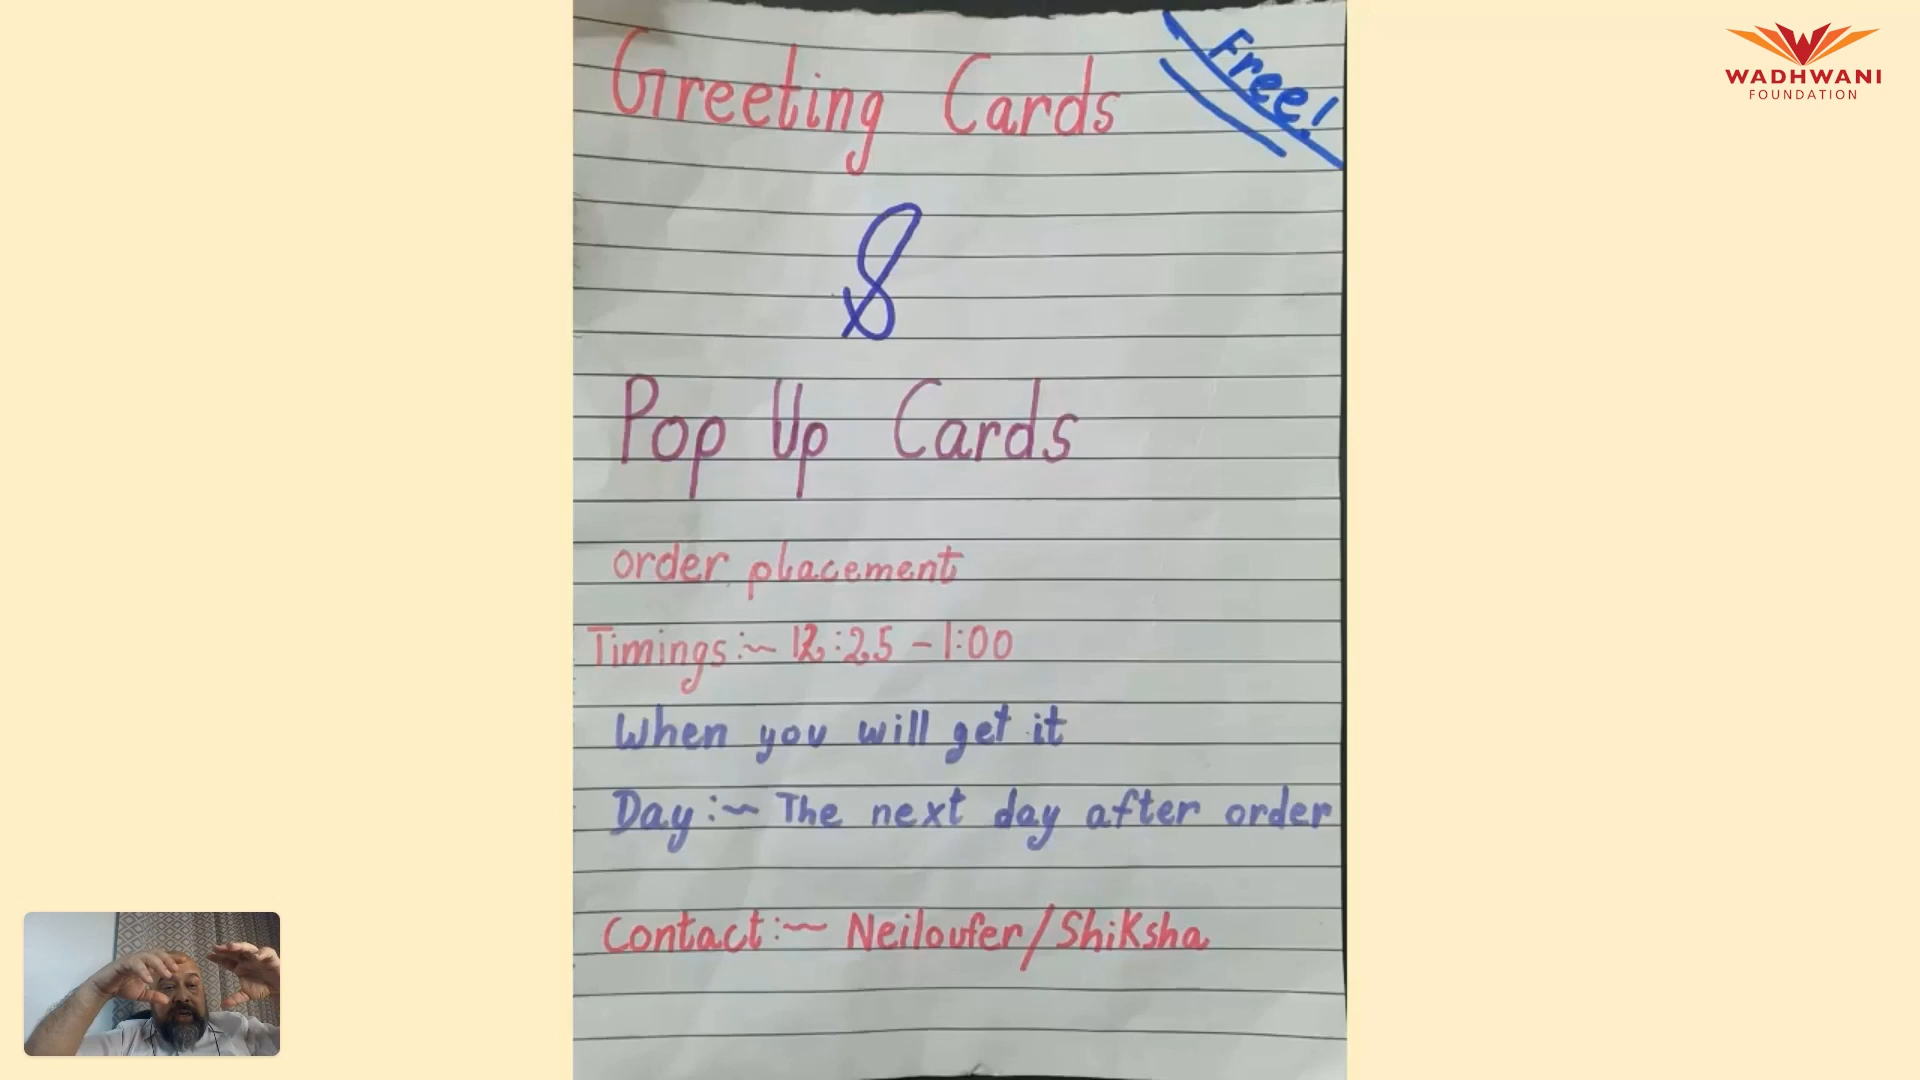 Greeting Cards
Free!
&
Pop Up Cards
order placement
Timings:~ 12:25 - 1:00
When you will get it
Day:~ The next day after order
Contact:~ Neiloufer/Shiksha
WADHWANI
FOUNDATION